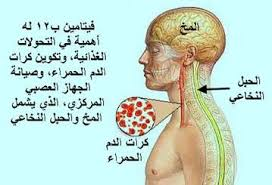 فيتامين ب١٢ له
أهمية في التحولات
الغذائية، وتكوين كرات
الدم الحمراء، وصيانة
الجهاز العصبي
المركزي، الذي يشمل
المخ والحبل النخاعي
المخ
الحبل
النخاعي
كرات الدم
الحمراء